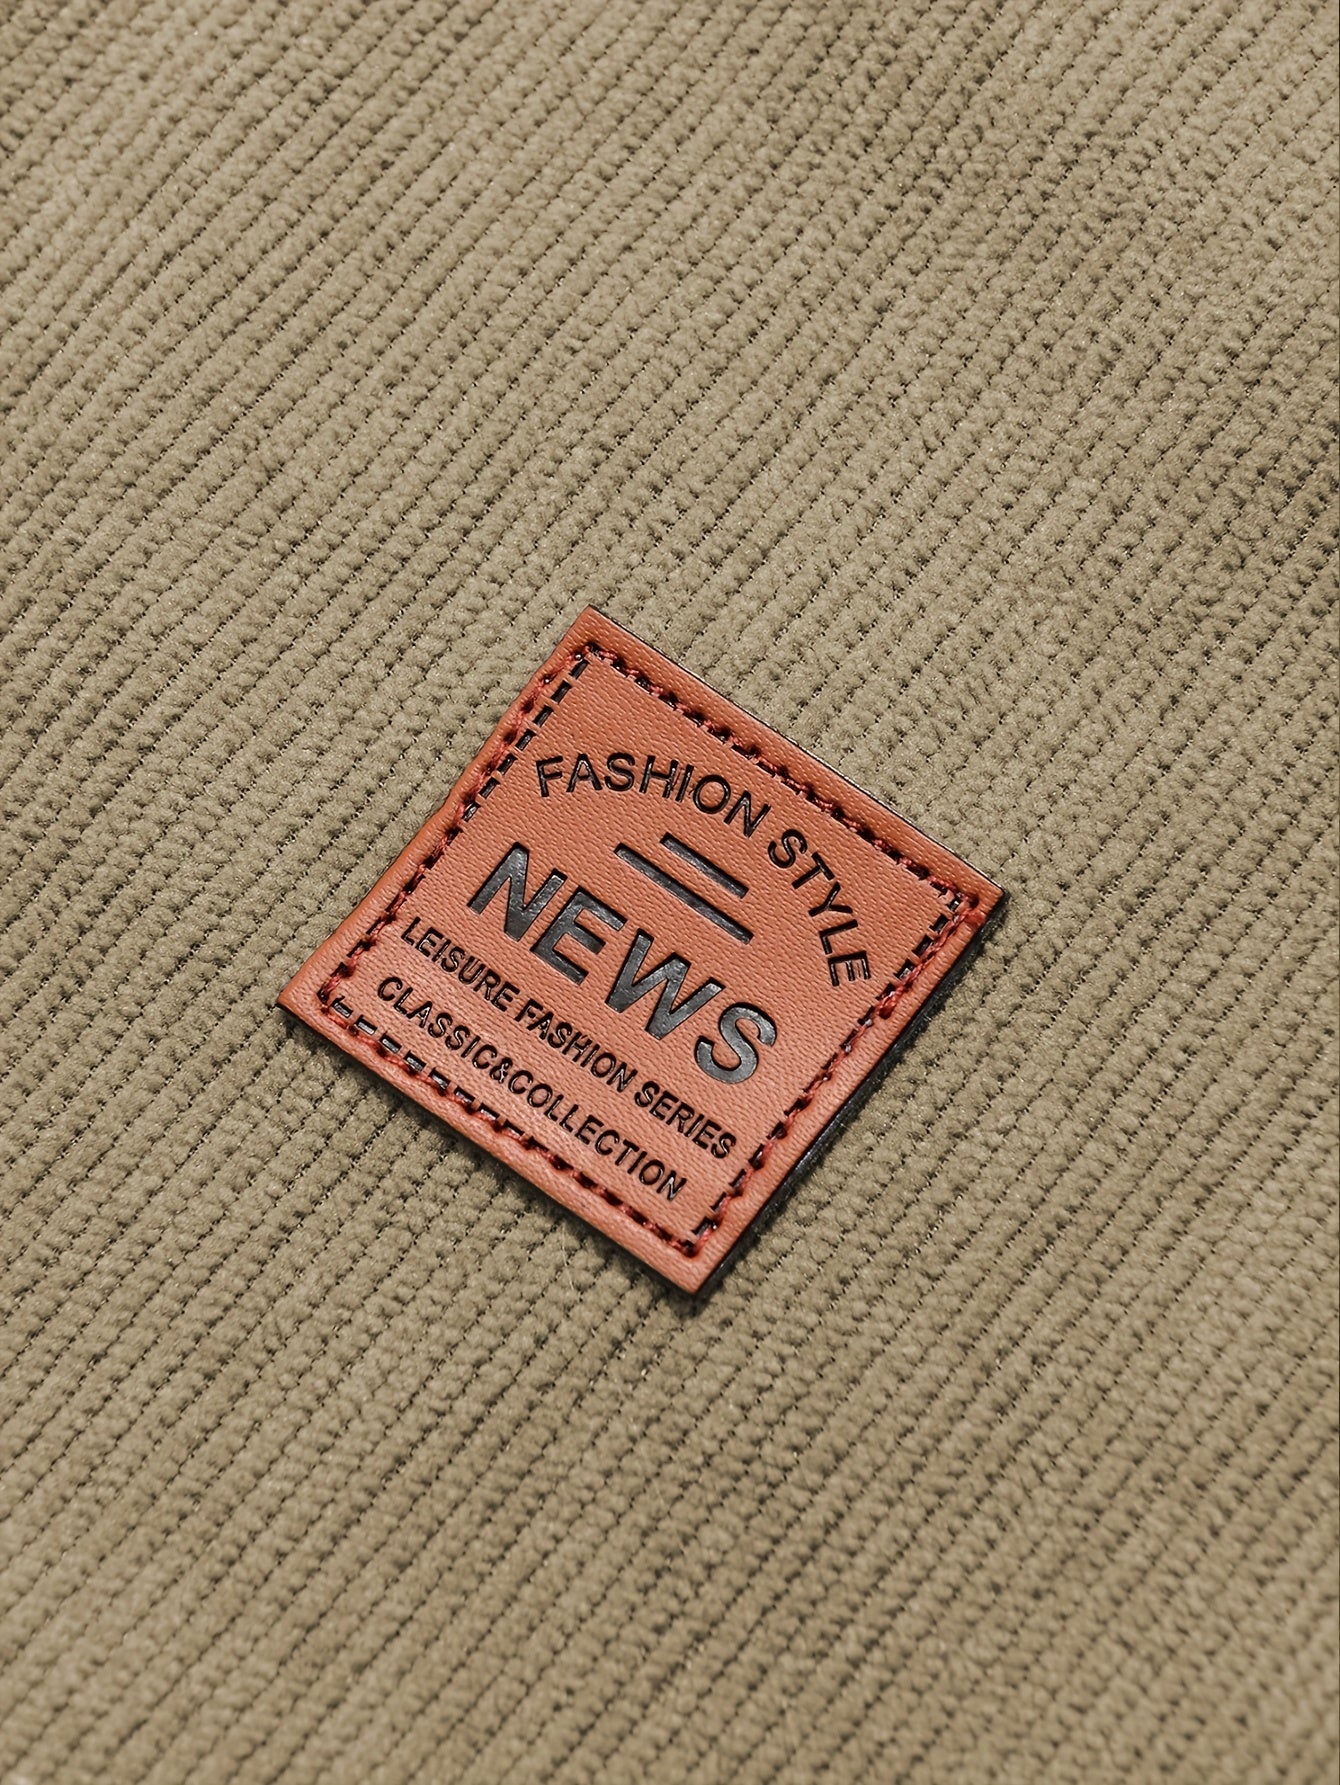 FASHION STYLE
NEWS
LEISURE FASHION SERIES
CLASSIC&COLLECTION